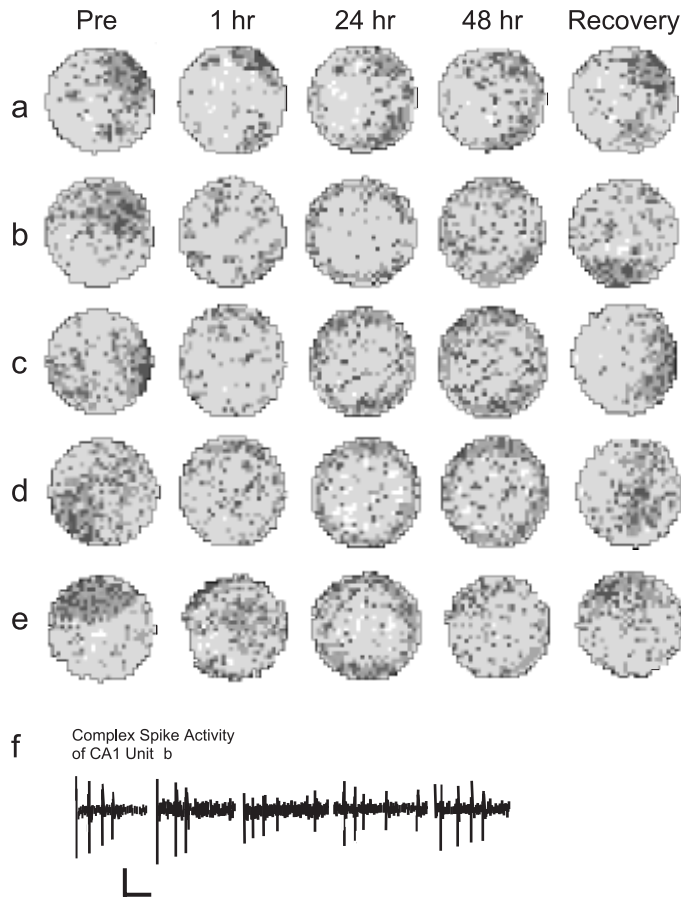 Pre 1 hr 24 hr 48 hr Recovery
a
b
c
d
e
f
Complex Spike Activity
of CA1 Unit b